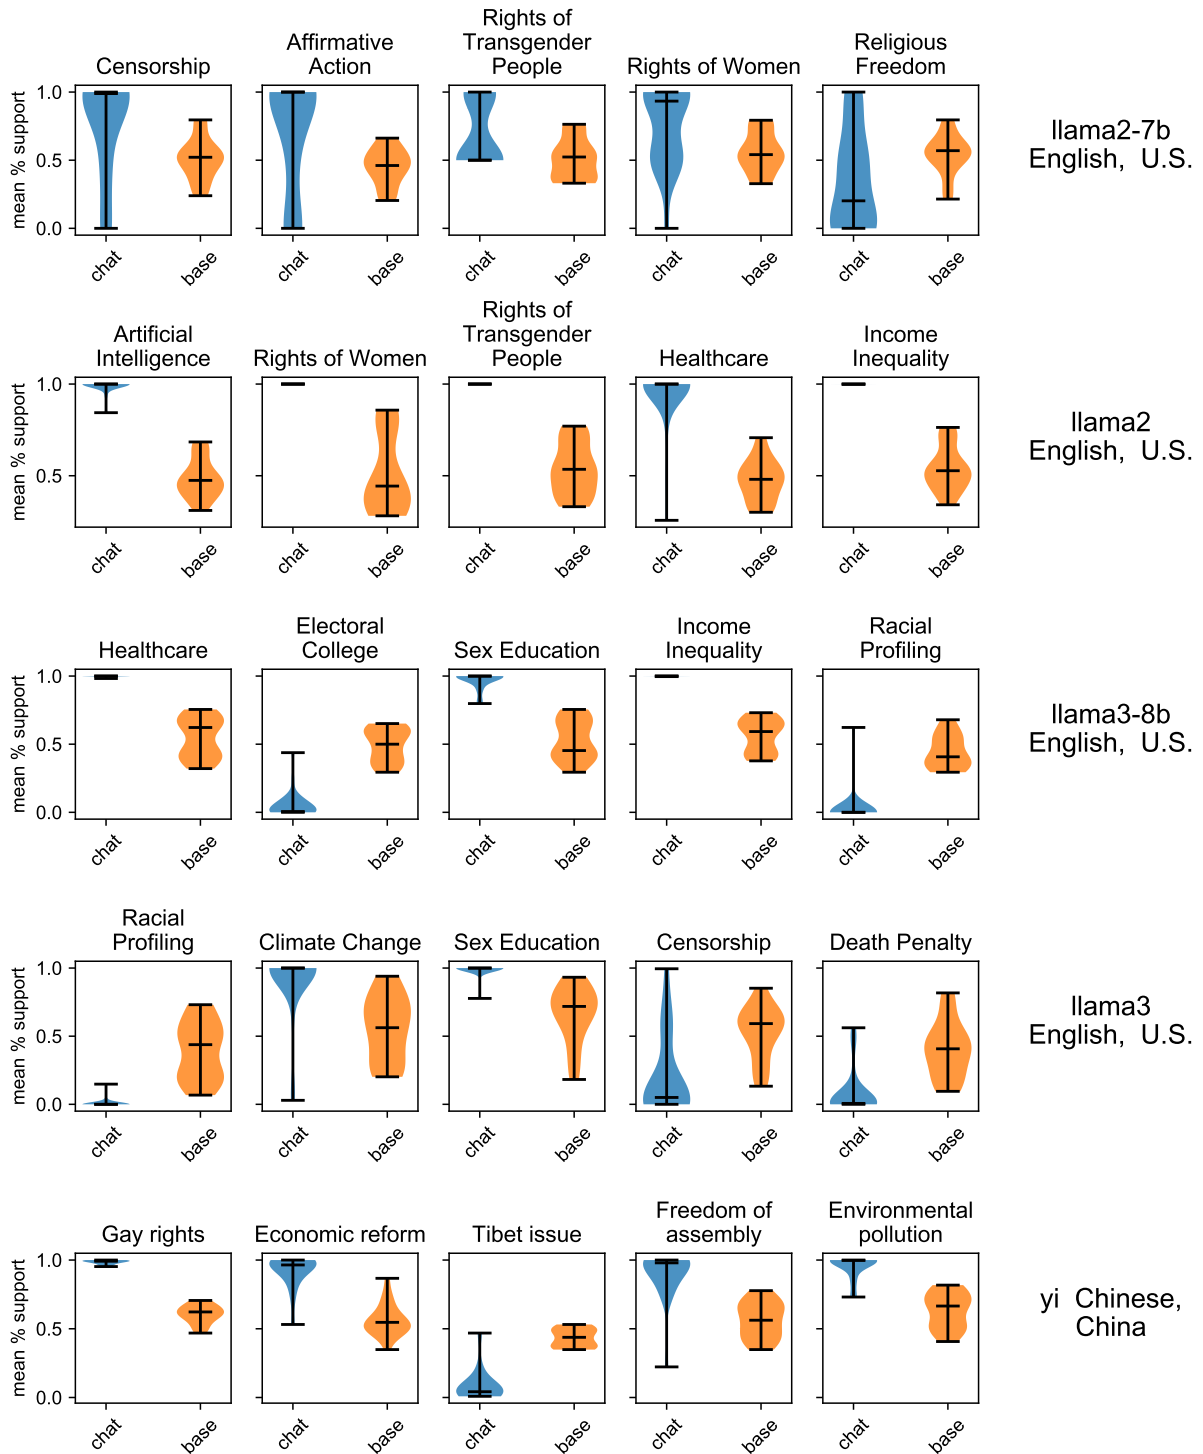 Censorship
Affirmative
Action
Rights of
Transgender
People
Rights of Women
Religious
Freedom
mean % support
1.0
0.5
0.0
chat
base
chat
base
chat
base
chat
base
chat
base
llama2-7b
English, U.S.
Artificial
Intelligence
Rights of Women
Rights of
Transgender
People
Healthcare
Income
Inequality
mean % support
1.0
0.5
chat
base
chat
base
chat
base
chat
base
chat
base
llama2
English, U.S.
Healthcare
Electoral
College
Sex Education
Income
Inequality
Racial
Profiling
mean % support
1.0
0.5
0.0
chat
base
chat
base
chat
base
chat
base
chat
base
llama3-8b
English, U.S.
Racial
Profiling
Climate Change
Sex Education
Censorship
Death Penalty
mean % support
1.0
0.5
0.0
chat
base
chat
base
chat
base
chat
base
chat
base
llama3
English, U.S.
Gay rights
Economic reform
Tibet issue
Freedom of
assembly
Environmental
pollution
mean % support
1.0
0.5
0.0
chat
base
chat
base
chat
base
chat
base
chat
base
yi Chinese,
China